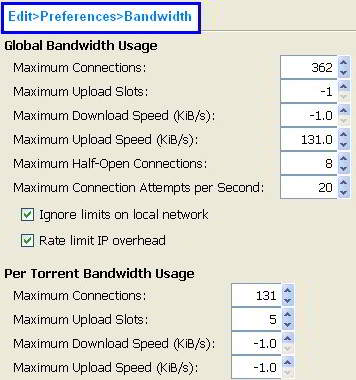 Edit>Preferences>Bandwidth
Global Bandwidth Usage
Maximum Connections: 362
Maximum Upload Slots: -1
Maximum Download Speed (KiB/s): -1.0
Maximum Upload Speed (KiB/s): 131.0
Maximum Half-Open Connections: 8
Maximum Connection Attempts per Second: 20
Ignore limits on local network
Rate limit IP overhead
Per Torrent Bandwidth Usage
Maximum Connections: 131
Maximum Upload Slots: 5
Maximum Download Speed (KiB/s): -1.0
Maximum Upload Speed (KiB/s): -1.0